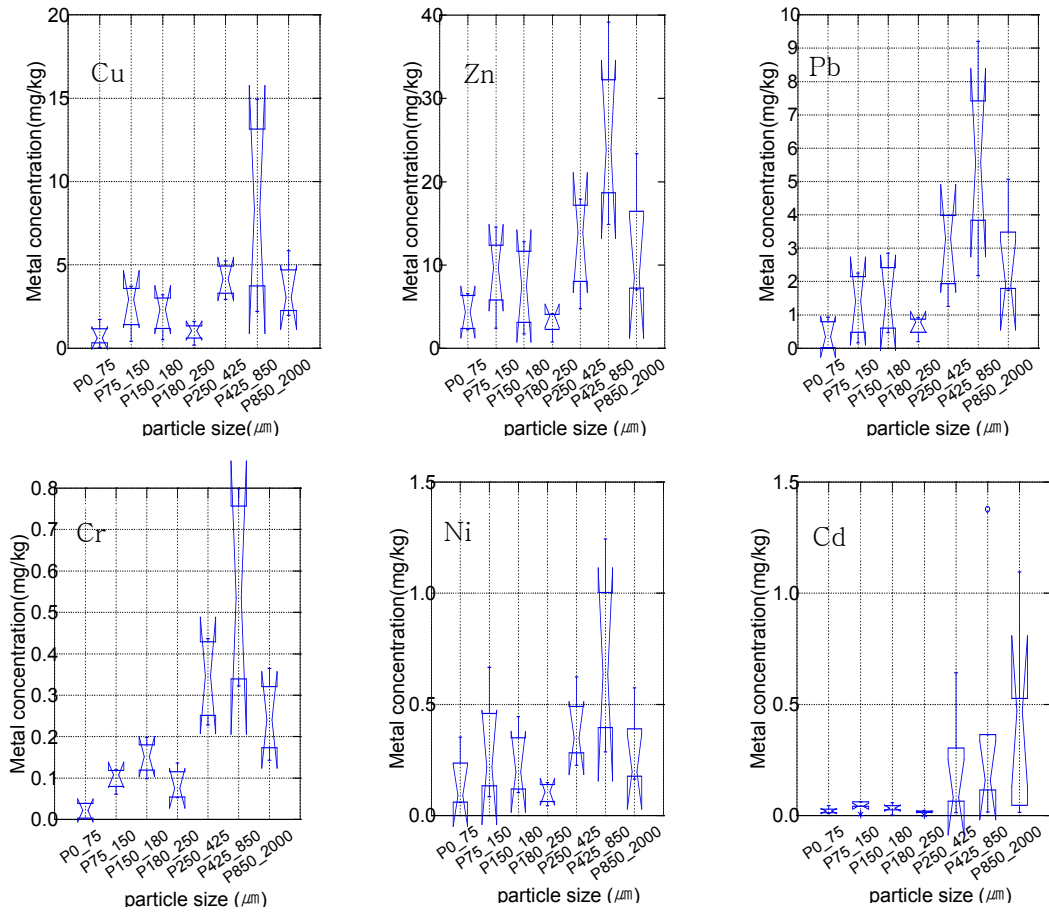 Metal concentration(mg/kg)
20
15
10
5
0
Cu
P0_75
P75_150
P150_180
P180_250
P250_425
P425_850
P850_2000
particle size(μm)
Metal concentration(mg/kg)
40
30
20
10
0
Zn
P0_75
P75_150
P150_180
P180_250
P250_425
P425_850
P850_2000
particle size (μm)
Metal concentration(mg/kg)
10
9
8
7
6
5
4
3
2
1
0
Pb
P0_75
P75_150
P150_180
P180_250
P250_425
P425_850
P850_2000
particle size (μm)
Metal concentration(mg/kg)
0.8
0.7
0.6
0.5
0.4
0.3
0.2
0.1
0.0
Cr
P0_75
P75_150
P150_180
P180_250
P250_425
P425_850
P850_2000
particle size (μm)
Metal concentration(mg/kg)
1.5
1.0
0.5
0.0
Ni
P0_75
P75_150
P150_180
P180_250
P250_425
P425_850
P850_2000
particle size (μm)
Metal concentration(mg/kg)
1.5
1.0
0.5
0.0
Cd
P0_75
P75_150
P150_180
P180_250
P250_425
P425_850
P850_2000
particle size (μm)